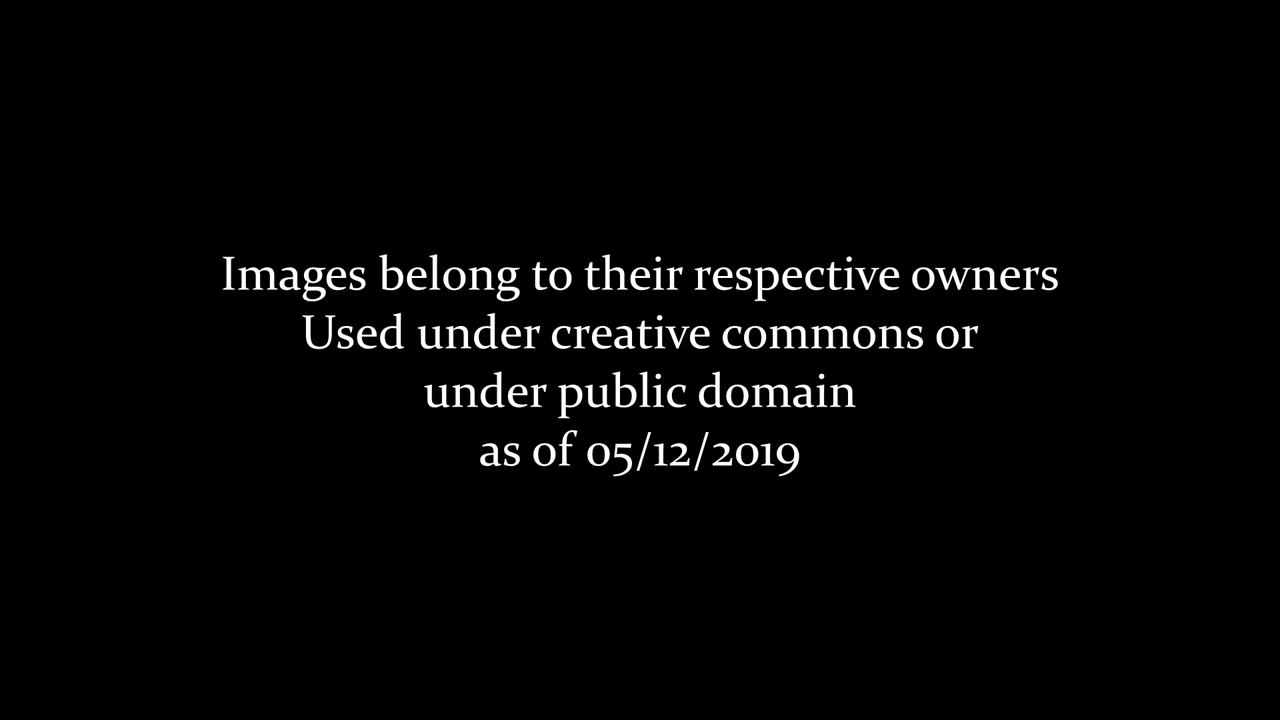 Images belong to their respective owners
Used under creative commons or
under public domain
as of 05/12/2019